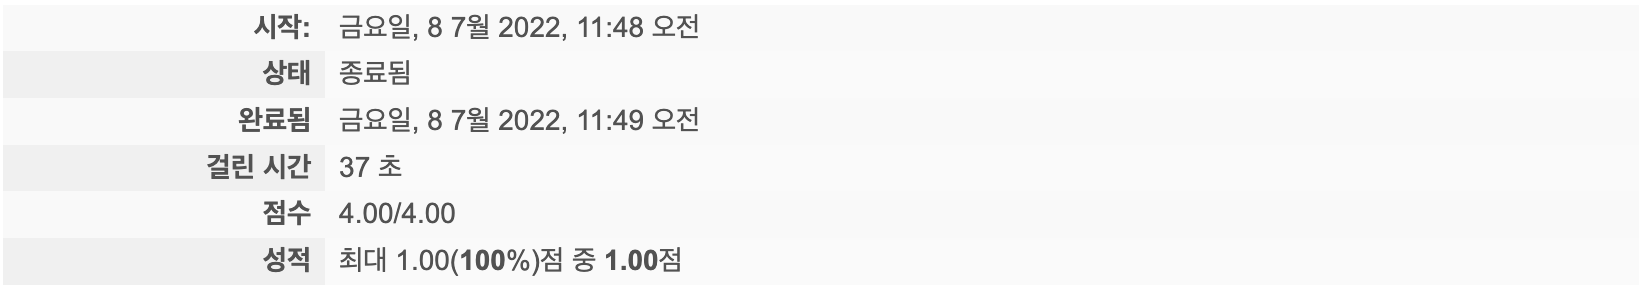 시작: 금요일, 8 7월 2022, 11:48 오전
상태 종료됨
완료됨 금요일, 8 7월 2022, 11:49 오전
걸린 시간 37 초
점수 4.00/4.00
성적 최대 1.00(100%)점 중 1.00점